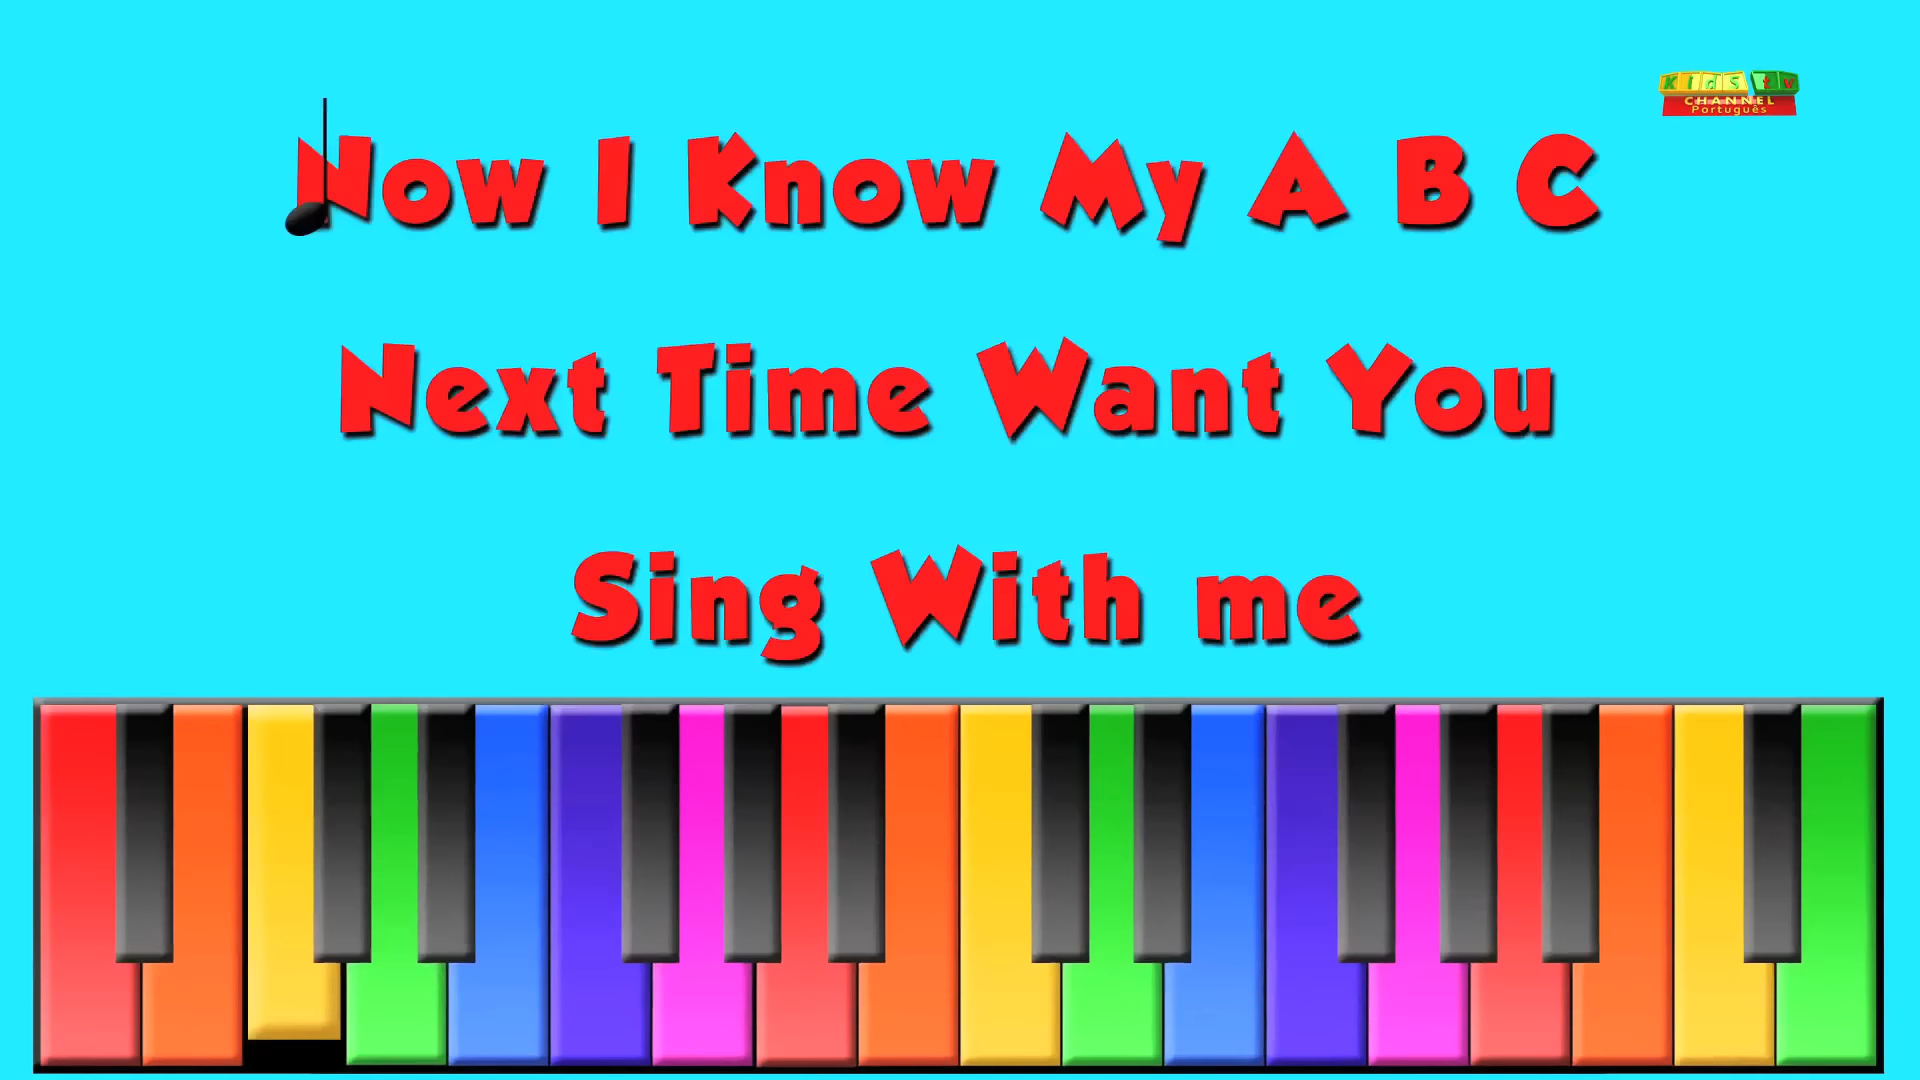 KIDS tv
CHANNEL
Português
Now I Know My A B C
Next Time Want You
Sing With me